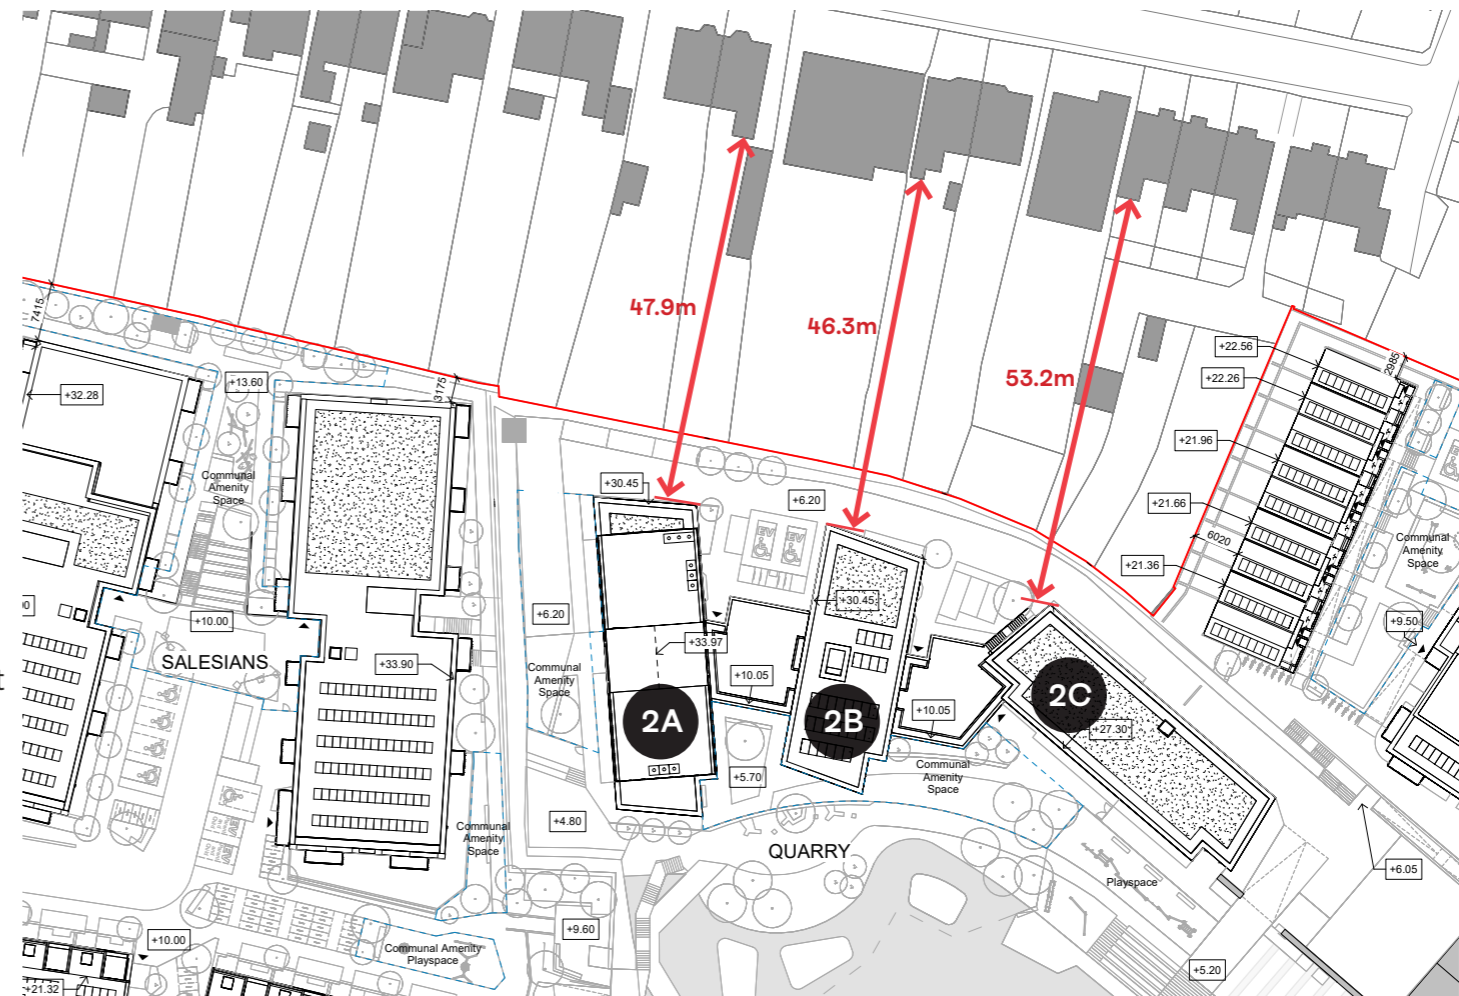 47.9m
46.3m
53.2m
7415
3175
2985
6020
+22.56
+22.26
+21.96
+21.66
+21.36
+32.28
+13.60
Communal
Amenity
Space
+30.45
+6.20
Communal
Amenity
Space
+9.50
+10.00
SALESIANS
+33.90
+6.20
Communal
Amenity
Space
+33.97
+30.45
+10.05
+10.05
2A
2B
2C
+27.30
EV
EV
+5.70
Communal
Amenity
Space
+4.80
Communal
Amenity
Space
QUARRY
Playspace
+6.05
+9.60
+10.00
Communal Amenity
Playspace
+5.20
+21.32